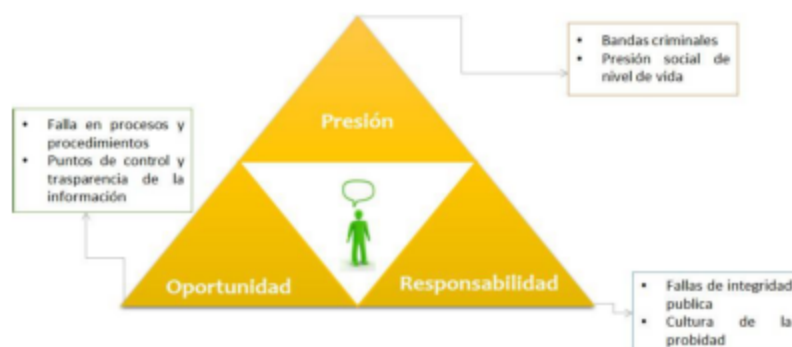 • Bandas criminales
• Presión social de
nivel de vida
Presión
• Falla en procesos y
procedimientos
• Puntos de control y
trasparencia de la
información
Oportunidad
Responsabilidad
• Fallas de integridad
publica
• Cultura de la
probidad